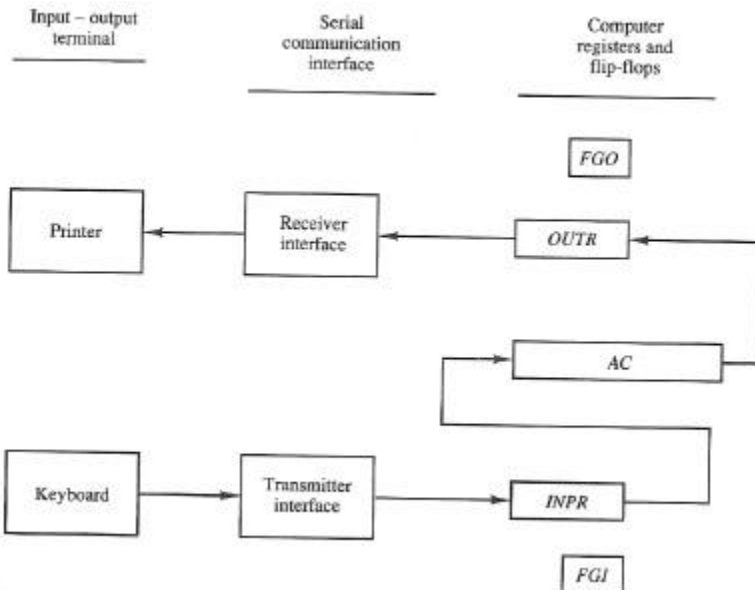 Input – output
terminal
Serial
communication
interface
Computer
registers and
flip-flops
FGO
Printer
Receiver
interface
OUTR
AC
Keyboard
Transmitter
interface
INPR
FGI